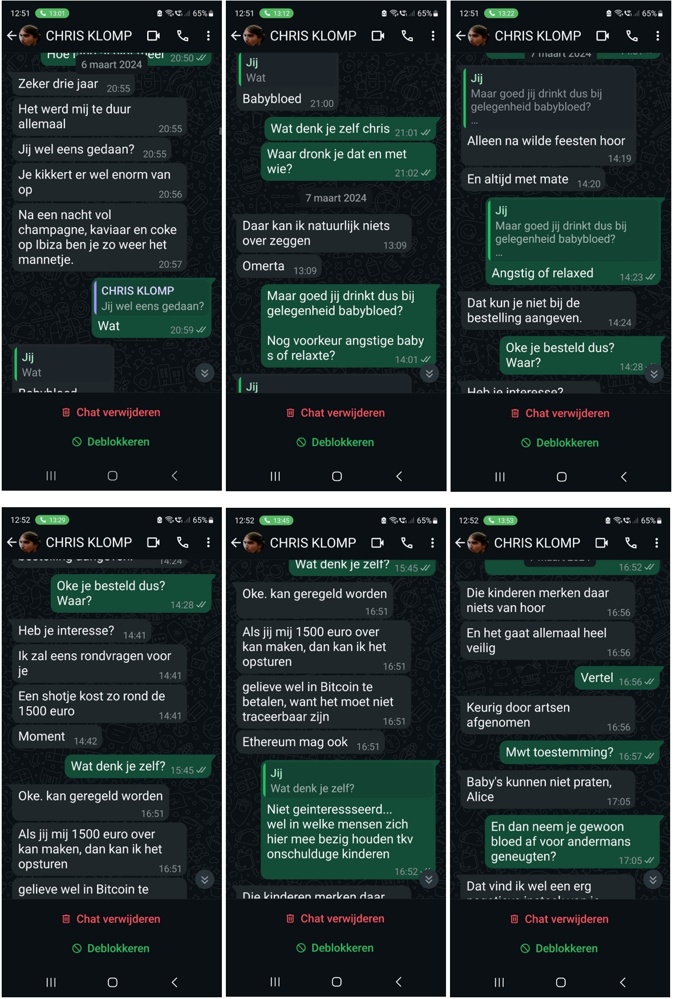 12:51 13:01 65%
CHRIS KLOMP
Hoe 20:50
6 maart 2024
Zeker drie jaar 20:55
Het werd mij te duur
allemaal 20:55
Jij wel eens gedaan? 20:55
Je kikkert er wel enorm van
op 20:56
Na een nacht vol
champagne, kaviaar en coke
op Ibiza ben je zo weer het
mannetje. 20:57
CHRIS KLOMP
Jij wel eens gedaan?
Wat 20:59
Jij
Wat
Babybloed
Chat verwijderen
Deblokkeren
12:51 13:12 65%
CHRIS KLOMP
Jij
Wat
Babybloed 21:00
Wat denk je zelf chris 21:01
Waar dronk je dat en met
wie? 21:02
7 maart 2024
Daar kan ik natuurlijk niets
over zeggen 13:09
Omerta 13:09
Maar goed jij drinkt dus bij
gelegenheid babybloed?
Nog voorkeur angstige baby
s of relaxte? 14:01
Jij
Chat verwijderen
Deblokkeren
12:51 13:22 65%
CHRIS KLOMP
7 maart 2024 14:01
Jij
Maar goed jij drinkt dus bij
gelegenheid babybloed?
...
Alleen na wilde feesten hoor
14:19
En altijd met mate 14:20
Jij
Maar goed jij drinkt dus bij
gelegenheid babybloed?
...
Angstig of relaxed 14:23
Dat kun je niet bij de
bestelling aangeven. 14:24
Oke je besteld dus?
Waar? 14:28
Heb je interesse?
Chat verwijderen
Deblokkeren
12:52 13:29 65%
CHRIS KLOMP
bestelling aangeven. 14:24
Oke je besteld dus?
Waar? 14:28
Heb je interesse? 14:41
Ik zal eens rondvragen voor
je 14:41
Een shotje kost zo rond de
1500 euro 14:41
Moment 14:42
Wat denk je zelf? 15:45
Oke. kan geregeld worden
16:51
Als jij mij 1500 euro over
kan maken, dan kan ik het
opsturen 16:51
gelieve wel in Bitcoin te
Chat verwijderen
Deblokkeren
12:52 13:45 65%
CHRIS KLOMP
Wat denk je zelf? 15:45
Oke. kan geregeld worden
16:51
Als jij mij 1500 euro over
kan maken, dan kan ik het
opsturen 16:51
gelieve wel in Bitcoin te
betalen, want het moet niet
traceerbaar zijn 16:51
Ethereum mag ook 16:51
Jij
Wat denk je zelf?
Niet geinteressseerd...
wel in welke mensen zich
hier mee bezig houden tkv
onschulduge kinderen
16:52
Die kinderen merken daar
Chat verwijderen
Deblokkeren
12:52 13:53 65%
CHRIS KLOMP
7 maart 2024 16:52
Die kinderen merken daar
niets van hoor 16:56
En het gaat allemaal heel
veilig 16:56
Vertel 16:56
Keurig door artsen
afgenomen 16:56
Mwt toestemming? 16:57
Baby's kunnen niet praten,
Alice 17:05
En dan neem je gewoon
bloed af voor andermans
geneugten? 17:05
Dat vind ik wel een erg
negatieve insteek van je
Chat verwijderen
Deblokkeren